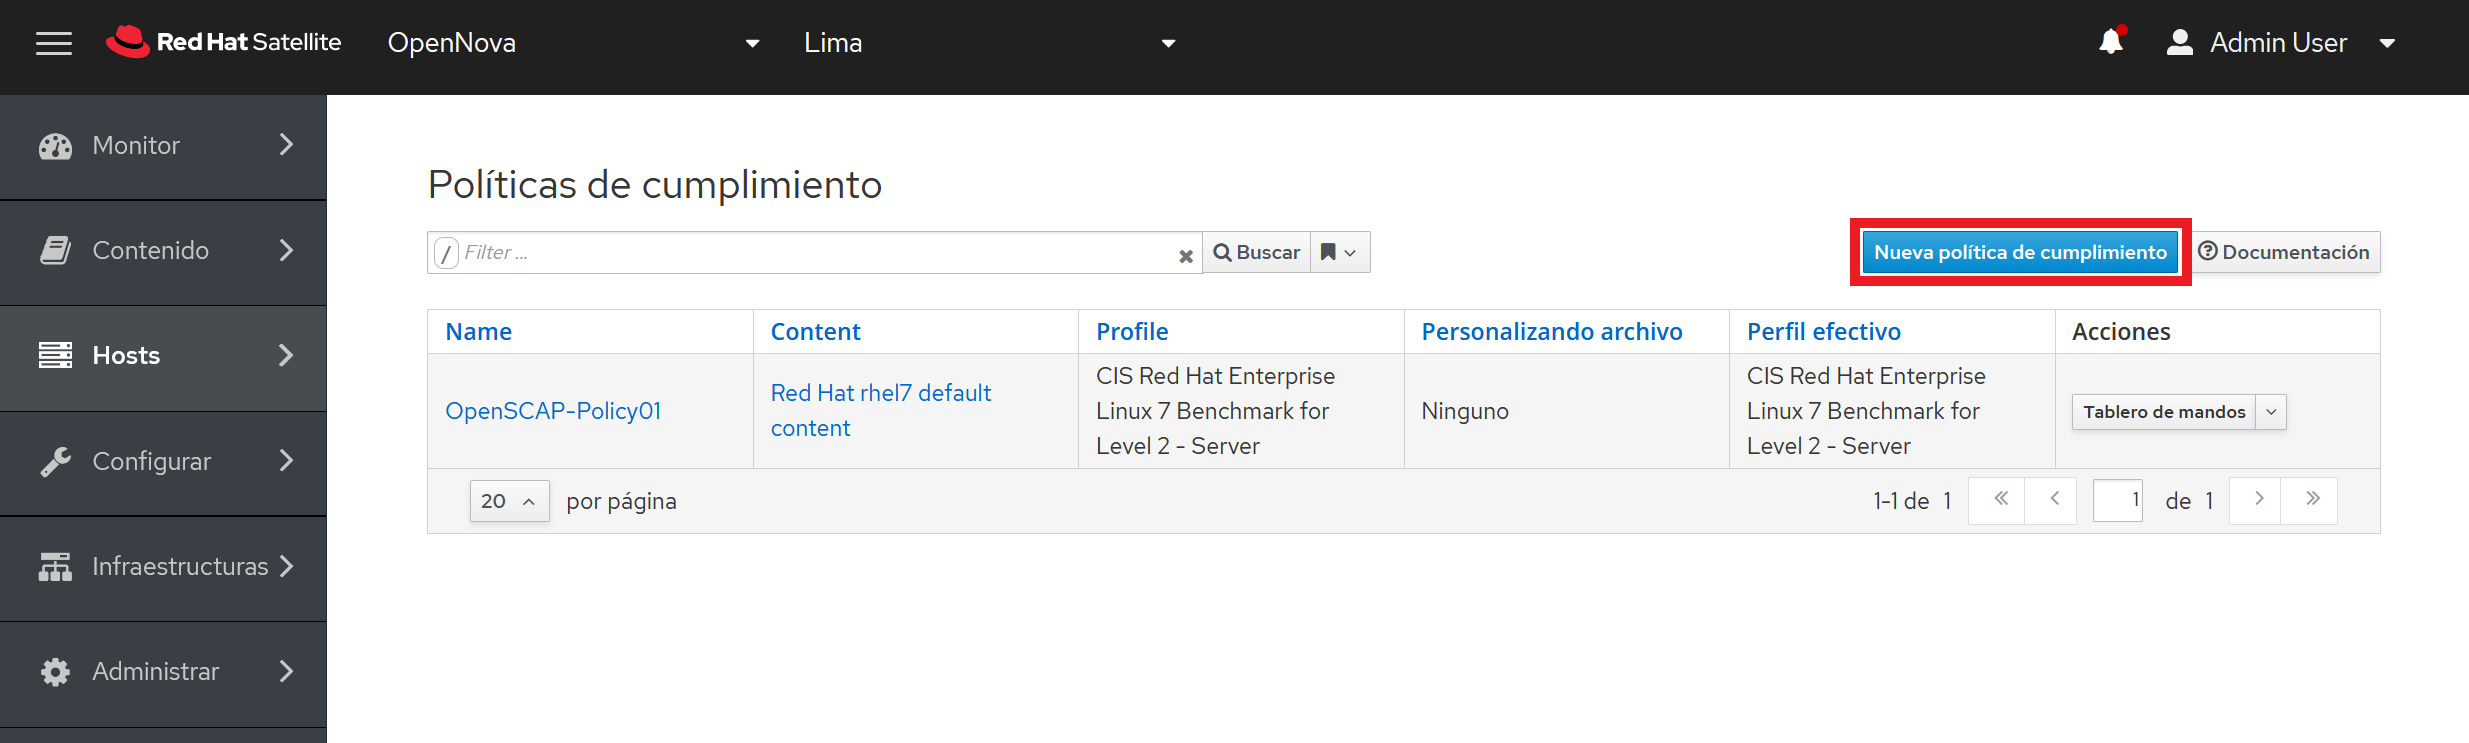 Red Hat Satellite
OpenNova
Lima
Admin User
Monitor
Contenido
Hosts
Configurar
Infraestructuras
Administrar
Políticas de cumplimiento
/ Filter ...
Buscar
Nueva política de cumplimiento
Documentación
Name Content Profile Personalizando archivo Perfil efectivo Acciones
OpenSCAP-Policy01
Red Hat rhel7 default
content
CIS Red Hat Enterprise
Linux 7 Benchmark for
Level 2 - Server
Ninguno
CIS Red Hat Enterprise
Linux 7 Benchmark for
Level 2 - Server
Tablero de mandos
20 por página
1-1 de 1 « ‹ 1 de 1 › »